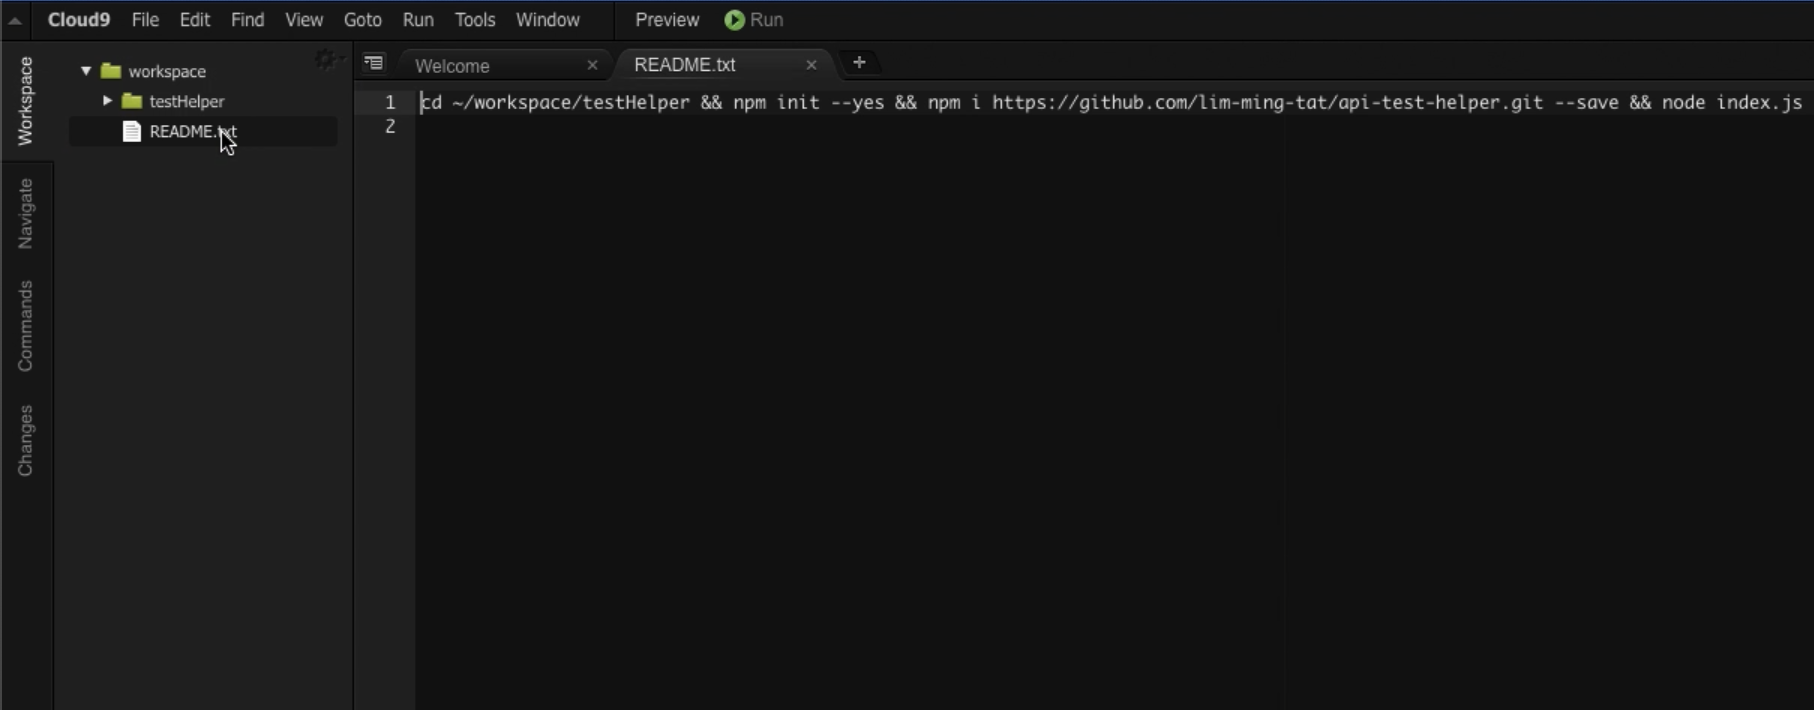 Cloud9 File Edit Find View Goto Run Tools Window Preview Run
Workspace
Navigate
Commands
Changes
workspace
testHelper
README.txt
Welcome × README.txt × +
1 cd ~/workspace/testHelper && npm init --yes && npm i https://github.com/lim-ming-tat/api-test-helper.git --save && node index.js
2